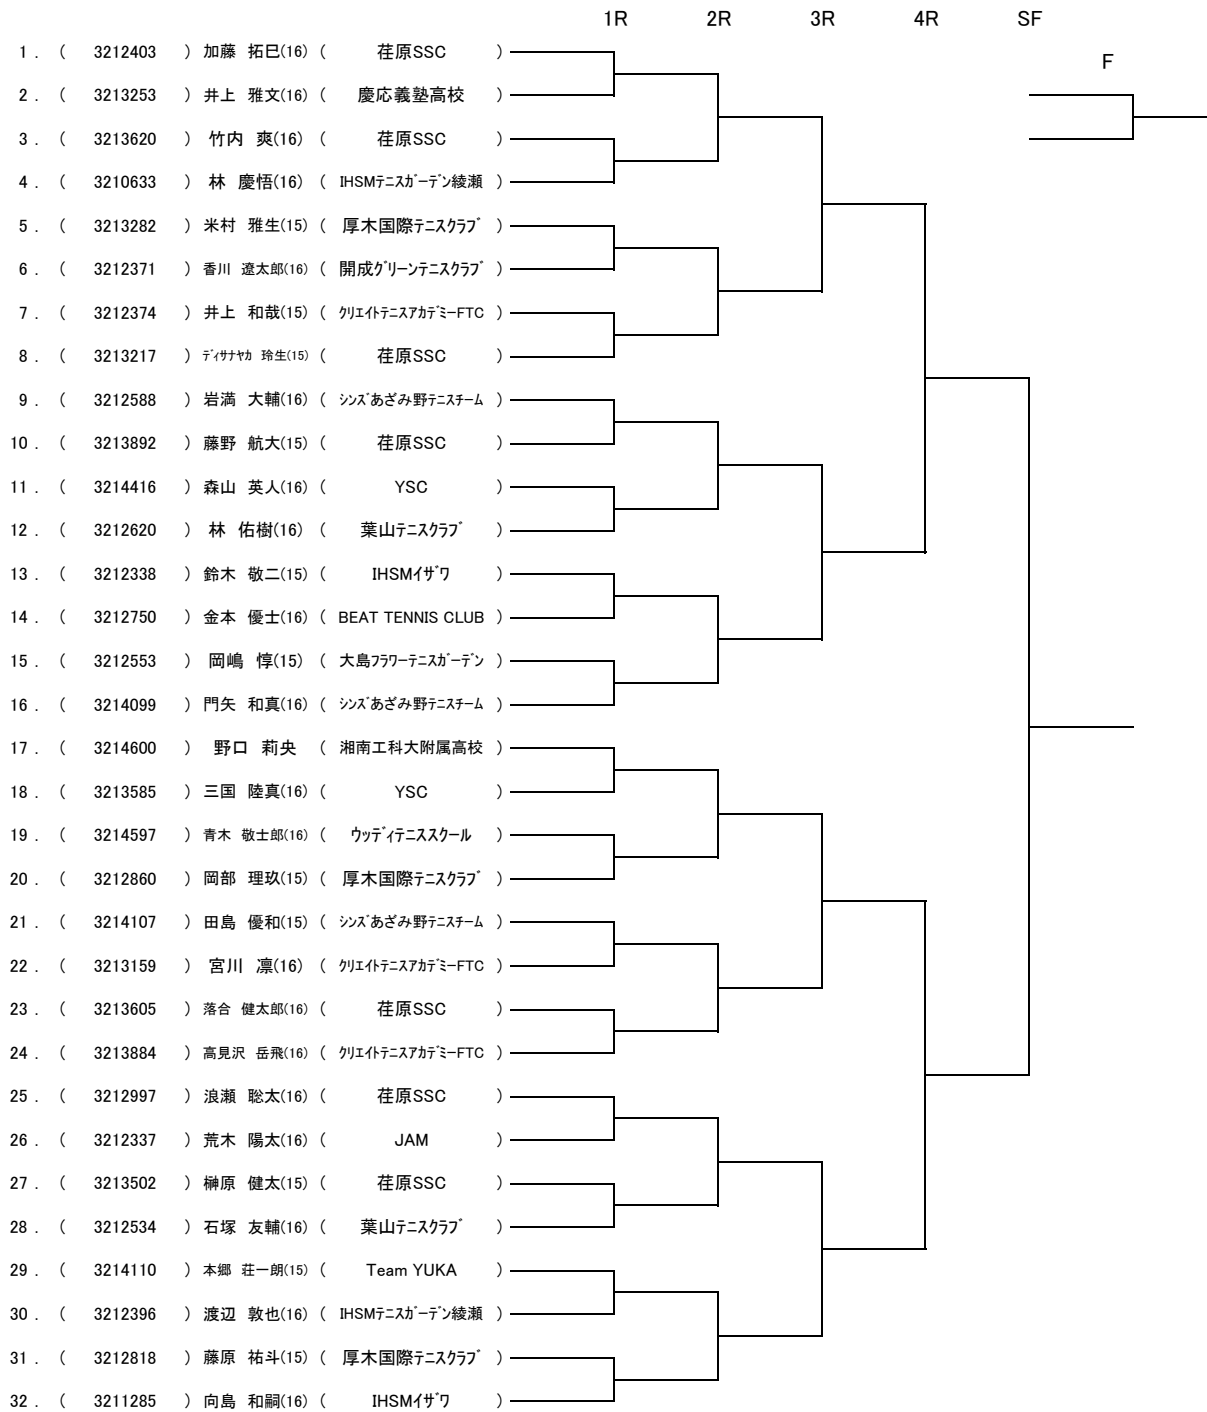 1R 2R 3R 4R SF
F
1 . ( 3212403 ) 加藤 拓巳(16) ( 荏原SSC )
2 . ( 3213253 ) 井上 雅文(16) ( 慶応義塾高校 )
3 . ( 3213620 ) 竹内 爽(16) ( 荏原SSC )
4 . ( 3210633 ) 林 慶悟(16) ( IHSMテニスガーデン綾瀬 )
5 . ( 3213282 ) 米村 雅生(15) ( 厚木国際テニスクラブ )
6 . ( 3212371 ) 香川 遼太郎(16) ( 開成グリーンテニスクラブ )
7 . ( 3212374 ) 井上 和哉(15) ( クリエイトテニスアカデミーFTC )
8 . ( 3213217 ) ディサナヤカ 玲生(15) ( 荏原SSC )
9 . ( 3212588 ) 岩満 大輔(16) ( シンズあざみ野テニスチーム )
10 . ( 3213892 ) 藤野 航大(15) ( 荏原SSC )
11 . ( 3214416 ) 森山 英人(16) ( YSC )
12 . ( 3212620 ) 林 佑樹(16) ( 葉山テニスクラブ )
13 . ( 3212338 ) 鈴木 敬二(15) ( IHSMイザワ )
14 . ( 3212750 ) 金本 優士(16) ( BEAT TENNIS CLUB )
15 . ( 3212553 ) 岡嶋 惇(15) ( 大島フラワーテニスガーデン )
16 . ( 3214099 ) 門矢 和真(16) ( シンズあざみ野テニスチーム )
17 . ( 3214600 ) 野口 莉央 ( 湘南工科大附属高校 )
18 . ( 3213585 ) 三国 陸真(16) ( YSC )
19 . ( 3214597 ) 青木 敬士郎(16) ( ウッディテニススクール )
20 . ( 3212860 ) 岡部 理玖(15) ( 厚木国際テニスクラブ )
21 . ( 3214107 ) 田島 優和(15) ( シンズあざみ野テニスチーム )
22 . ( 3213159 ) 宮川 凛(16) ( クリエイトテニスアカデミーFTC )
23 . ( 3213605 ) 落合 健太郎(16) ( 荏原SSC )
24 . ( 3213884 ) 高見沢 岳飛(16) ( クリエイトテニスアカデミーFTC )
25 . ( 3212997 ) 浪瀬 聡太(16) ( 荏原SSC )
26 . ( 3212337 ) 荒木 陽太(16) ( JAM )
27 . ( 3213502 ) 榊原 健太(15) ( 荏原SSC )
28 . ( 3212534 ) 石塚 友輔(16) ( 葉山テニスクラブ )
29 . ( 3214110 ) 本郷 荘一朗(15) ( Team YUKA )
30 . ( 3212396 ) 渡辺 敦也(16) ( IHSMテニスガーデン綾瀬 )
31 . ( 3212818 ) 藤原 祐斗(15) ( 厚木国際テニスクラブ )
32 . ( 3211285 ) 向島 和嗣(16) ( IHSMイザワ )